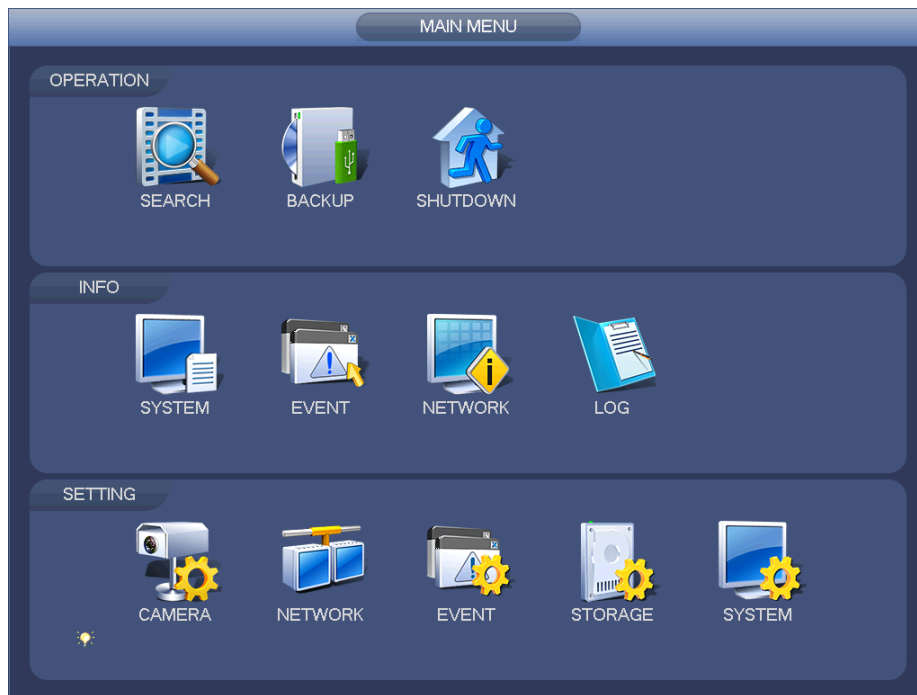 MAIN MENU
OPERATION
SEARCH BACKUP SHUTDOWN
INFO
SYSTEM EVENT NETWORK LOG
SETTING
CAMERA NETWORK EVENT STORAGE SYSTEM